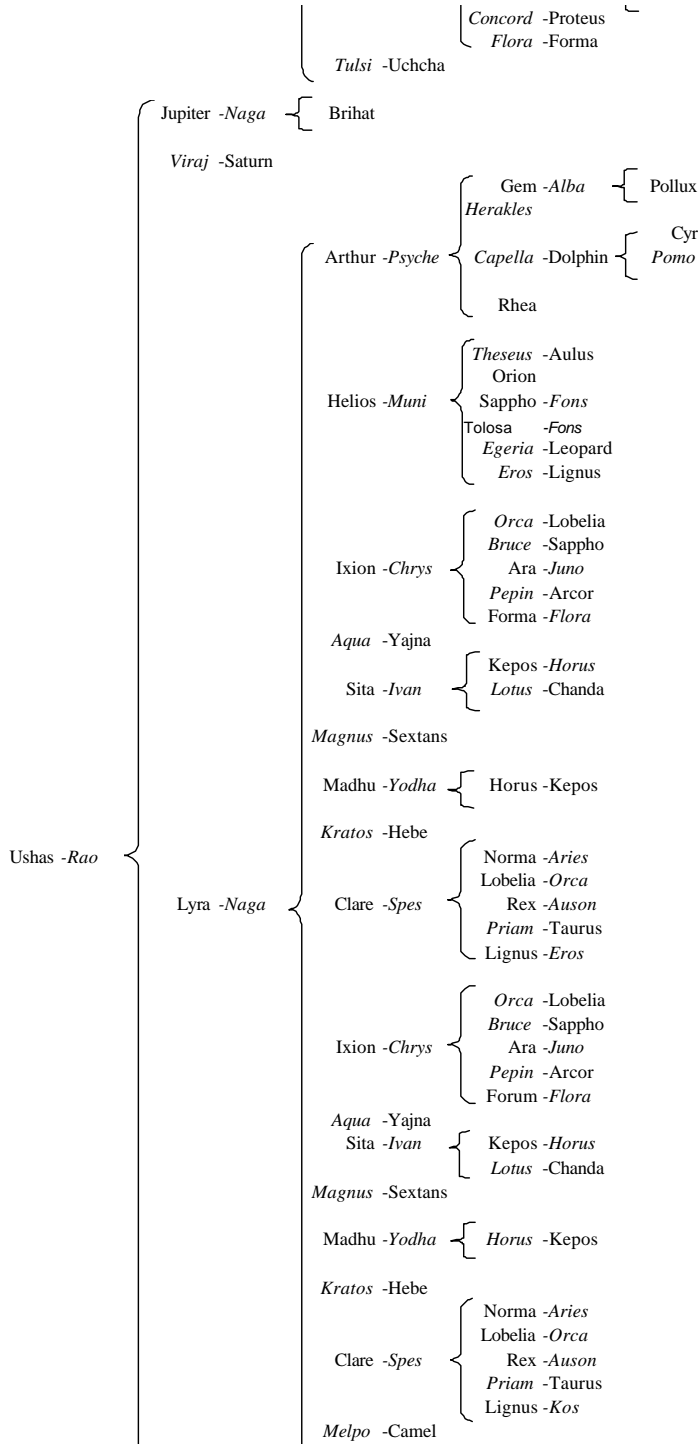 Concord -Proteus
Flora -Forma
Tulsi -Uchcha
Jupiter -Naga Brihat
Viraj -Saturn
Gem -Alba Pollux
Herakles
Cyr
Arthur -Psyche Capella -Dolphin Pomo
Rhea
Theseus -Aulus
Orion
Helios -Muni Sappho -Fons
Tolosa -Fons
Egeria -Leopard
Eros -Lignus
Orca -Lobelia
Bruce -Sappho
Ixion -Chrys Ara -Juno
Pepin -Arcor
Forma -Flora
Aqua -Yajna
Kepos -Horus
Sita -Ivan Lotus -Chanda
Magnus -Sextans
Madhu -Yodha Horus -Kepos
Kratos -Hebe
Ushas -Rao Norma -Aries
Lobelia -Orca
Lyra -Naga Clare -Spes Rex -Auson
Priam -Taurus
Lignus -Eros
Orca -Lobelia
Bruce -Sappho
Ixion -Chrys Ara -Juno
Pepin -Arcor
Forum -Flora
Aqua -Yajna
Sita -Ivan Kepos -Horus
Lotus -Chanda
Magnus -Sextans
Madhu -Yodha Horus -Kepos
Kratos -Hebe
Norma -Aries
Lobelia -Orca
Clare -Spes Rex -Auson
Priam -Taurus
Lignus -Kos
Melpo -Camel